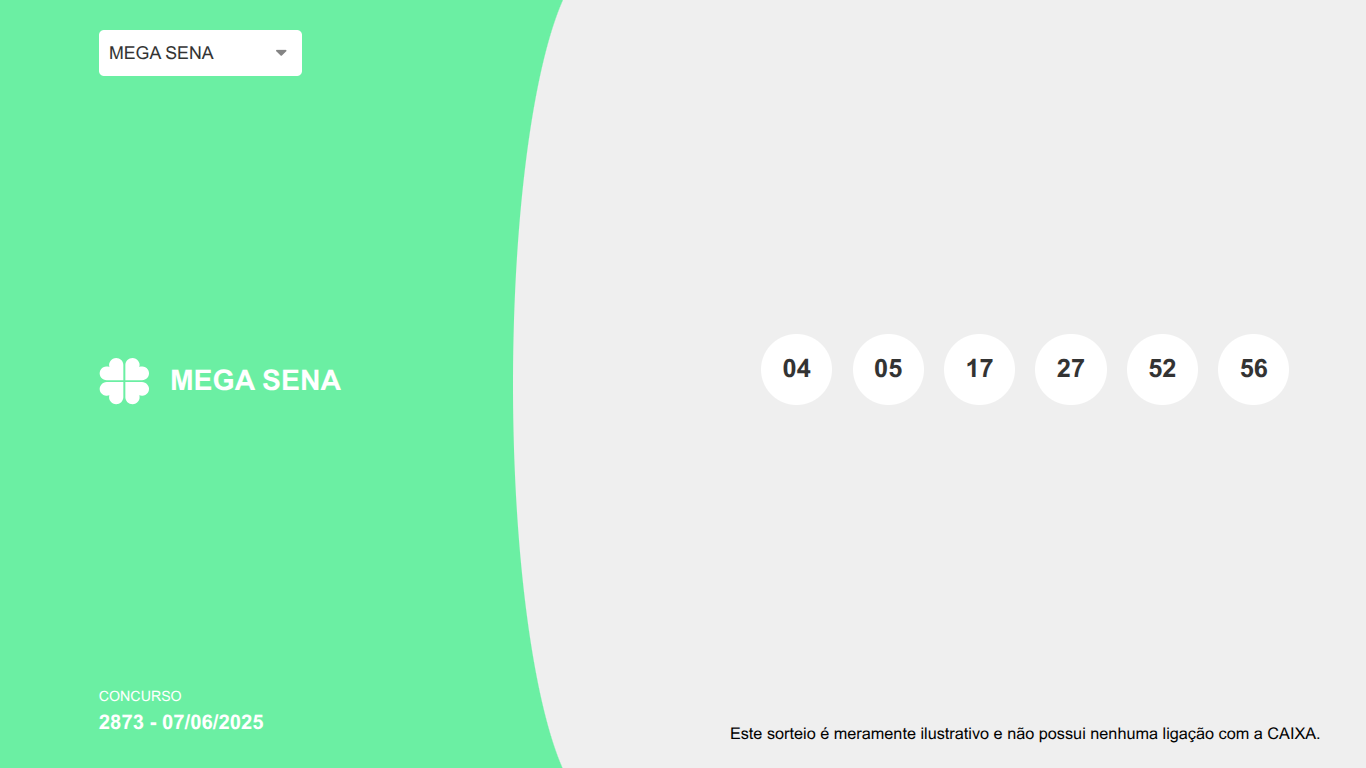 MEGA SENA
MEGA SENA
04 05 17 27 52 56
CONCURSO
2873 - 07/06/2025
Este sorteio é meramente ilustrativo e não possui nenhuma ligação com a CAIXA.